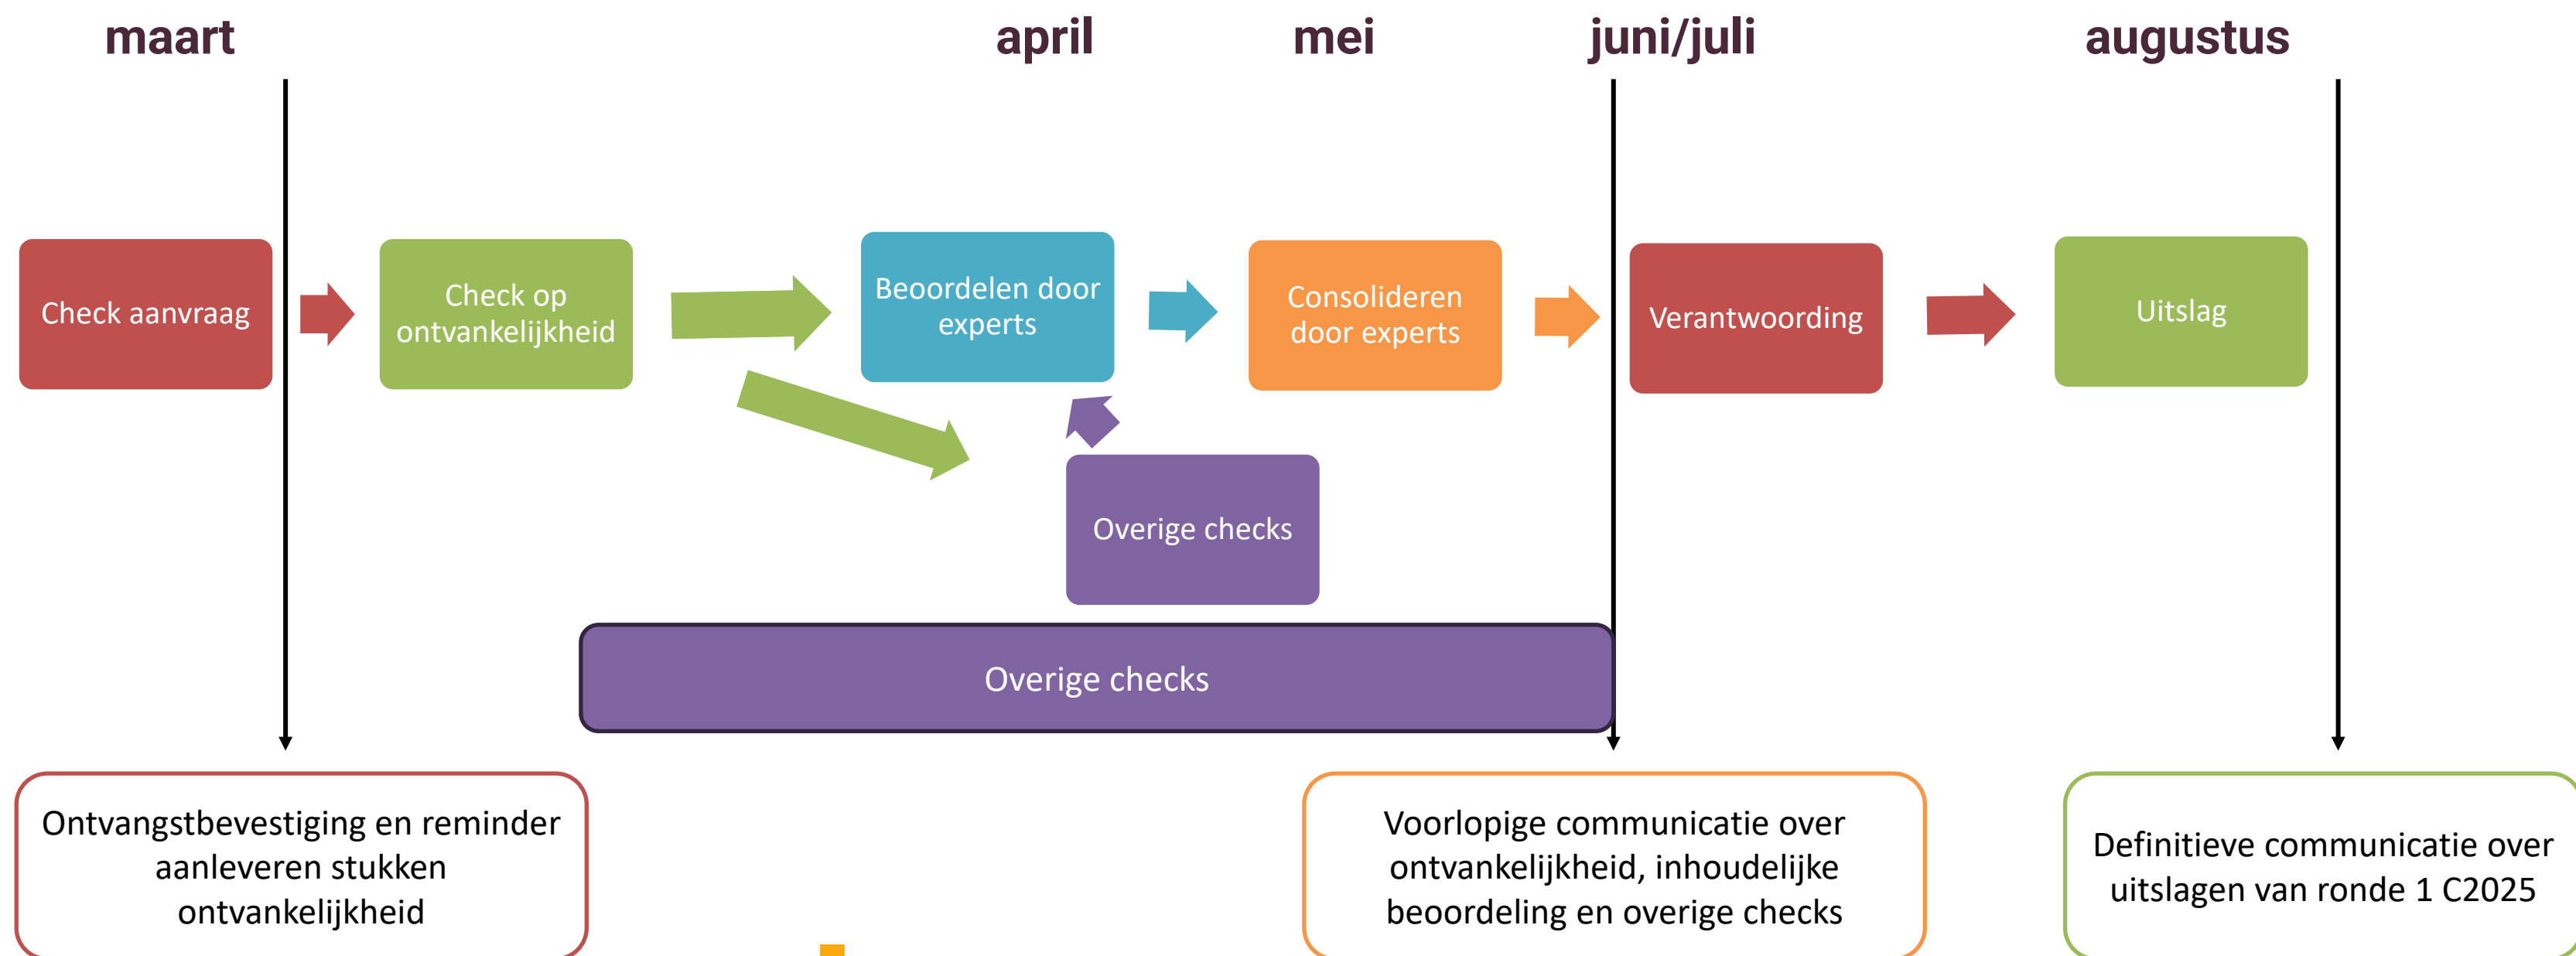 maart
april
mei
juni/juli
augustus
Check aanvraag
Check op
ontvankelijkheid
Beoordelen door
experts
Consolideren
door experts
Verantwoording
Uitslag
Overige checks
Overige checks
Ontvangstbevestiging en reminder
aanleveren stukken
ontvankelijkheid
Voorlopige communicatie over
ontvankelijkheid, inhoudelijke
beoordeling en overige checks
Definitieve communicatie over
uitslagen van ronde 1 C2025